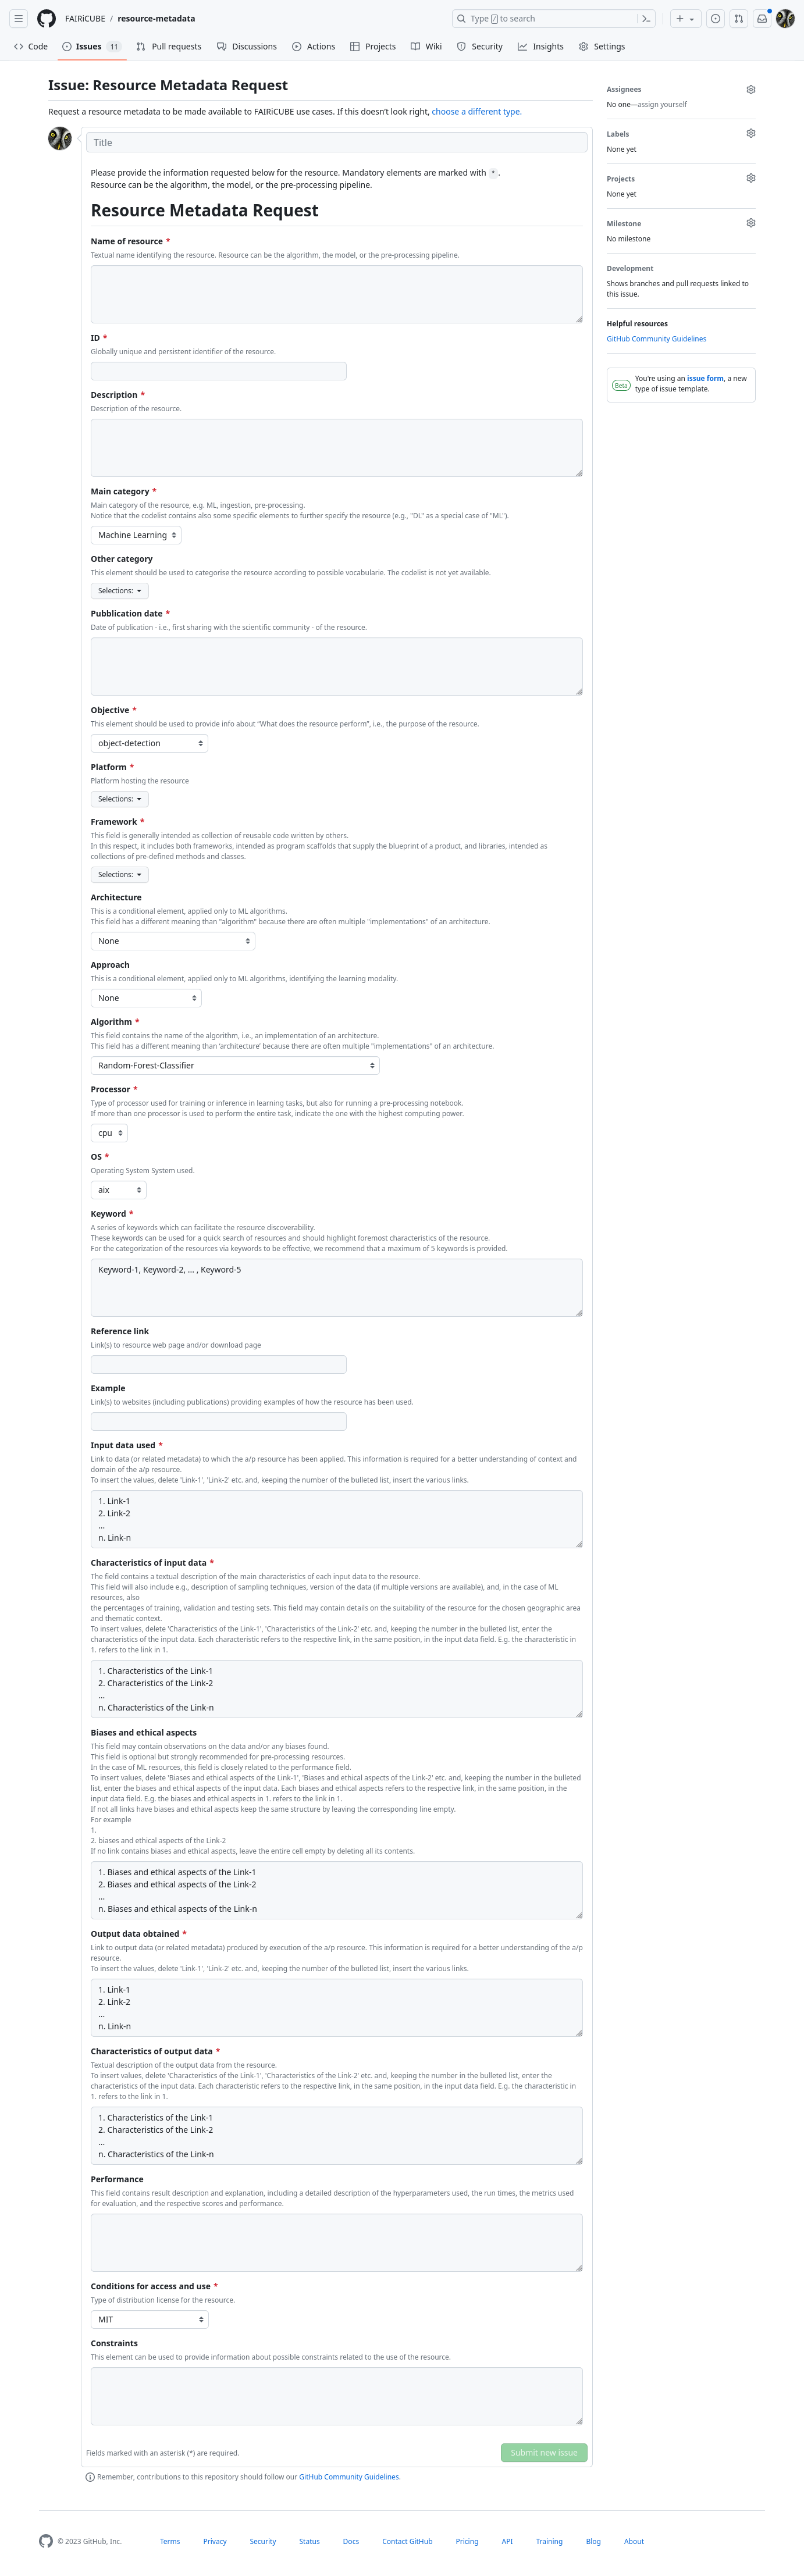 FAIRiCUBE / resource-metadata
Type / to search
Code
Issues 11
Pull requests
Discussions
Actions
Projects
Wiki
Security
Insights
Settings
Issue: Resource Metadata Request
Request a resource metadata to be made available to FAIRiCUBE use cases. If this doesn't look right, choose a different type.
Title
Please provide the information requested below for the resource. Mandatory elements are marked with *.
Resource can be the algorithm, the model, or the pre-processing pipeline.
Resource Metadata Request
Name of resource *
Textual name identifying the resource. Resource can be the algorithm, the model, or the pre-processing pipeline.
ID *
Globally unique and persistent identifier of the resource.
Description *
Description of the resource.
Main category *
Main category of the resource, e.g. ML, ingestion, pre-processing.
Notice that the codelist contains also some specific elements to further specify the resource (e.g., "DL" as a special case of "ML").
Machine Learning
Other category
This element should be used to categorise the resource according to possible vocabularie. The codelist is not yet available.
Selections:
Pubblication date *
Date of publication - i.e., first sharing with the scientific community - of the resource.
Objective *
This element should be used to provide info about "What does the resource perform", i.e., the purpose of the resource.
object-detection
Platform *
Platform hosting the resource
Selections:
Framework *
This field is generally intended as collection of reusable code written by others.
In this respect, it includes both frameworks, intended as program scaffolds that supply the blueprint of a product, and libraries, intended as
collections of pre-defined methods and classes.
Selections:
Architecture
This is a conditional element, applied only to ML algorithms.
This field has a different meaning than "algorithm" because there are often multiple "implementations" of an architecture.
None
Approach
This is a conditional element, applied only to ML algorithms, identifying the learning modality.
None
Algorithm *
This field contains the name of the algorithm, i.e., an implementation of an architecture.
This field has a different meaning than 'architecture' because there are often multiple "implementations" of an architecture.
Random-Forest-Classifier
Processor *
Type of processor used for training or inference in learning tasks, but also for running a pre-processing notebook.
If more than one processor is used to perform the entire task, indicate the one with the highest computing power.
cpu
OS *
Operating System System used.
aix
Keyword *
A series of keywords which can facilitate the resource discoverability.
These keywords can be used for a quick search of resources and should highlight foremost characteristics of the resource.
For the categorization of the resources via keywords to be effective, we recommend that a maximum of 5 keywords is provided.
Keyword-1, Keyword-2, ... , Keyword-5
Reference link
Link(s) to resource web page and/or download page
Example
Link(s) to websites (including publications) providing examples of how the resource has been used.
Input data used *
Link to data (or related metadata) to which the a/p resource has been applied. This information is required for a better understanding of context and
domain of the a/p resource.
To insert the values, delete 'Link-1', 'Link-2' etc. and, keeping the number of the bulleted list, insert the various links.
1. Link-1
2. Link-2
...
n. Link-n
Characteristics of input data *
The field contains a textual description of the main characteristics of each input data to the resource.
This field will also include e.g., description of sampling techniques, version of the data (if multiple versions are available), and, in the case of ML
resources, also
the percentages of training, validation and testing sets. This field may contain details on the suitability of the resource for the chosen geographic area
and thematic context.
To insert values, delete 'Characteristics of the Link-1', 'Characteristics of the Link-2' etc. and, keeping the number in the bulleted list, enter the
characteristics of the input data. Each characteristic refers to the respective link, in the same position, in the input data field. E.g. the characteristic in
1. refers to the link in 1.
1. Characteristics of the Link-1
2. Characteristics of the Link-2
...
n. Characteristics of the Link-n
Biases and ethical aspects
This field may contain observations on the data and/or any biases found.
This field is optional but strongly recommended for pre-processing resources.
In the case of ML resources, this field is closely related to the performance field.
To insert values, delete 'Biases and ethical aspects of the Link-1', 'Biases and ethical aspects of the Link-2' etc. and, keeping the number in the bulleted
list, enter the biases and ethical aspects of the input data. Each biases and ethical aspects refers to the respective link, in the same position, in the
input data field. E.g. the biases and ethical aspects in 1. refers to the link in 1.
If not all links have biases and ethical aspects keep the same structure by leaving the corresponding line empty.
For example
1.
2. biases and ethical aspects of the Link-2
If no link contains biases and ethical aspects, leave the entire cell empty by deleting all its contents.
1. Biases and ethical aspects of the Link-1
2. Biases and ethical aspects of the Link-2
...
n. Biases and ethical aspects of the Link-n
Output data obtained *
Link to output data (or related metadata) produced by execution of the a/p resource. This information is required for a better understanding of the a/p
resource.
To insert the values, delete 'Link-1', 'Link-2' etc. and, keeping the number of the bulleted list, insert the various links.
1. Link-1
2. Link-2
...
n. Link-n
Characteristics of output data *
Textual description of the output data from the resource.
To insert values, delete 'Characteristics of the Link-1', 'Characteristics of the Link-2' etc. and, keeping the number in the bulleted list, enter the
characteristics of the input data. Each characteristic refers to the respective link, in the same position, in the input data field. E.g. the characteristic in
1. refers to the link in 1.
1. Characteristics of the Link-1
2. Characteristics of the Link-2
...
n. Characteristics of the Link-n
Performance
This field contains result description and explanation, including a detailed description of the hyperparameters used, the run times, the metrics used
for evaluation, and the respective scores and performance.
Conditions for access and use *
Type of distribution license for the resource.
MIT
Constraints
This element can be used to provide information about possible constraints related to the use of the resource.
Fields marked with an asterisk (*) are required.
Submit new issue
Remember, contributions to this repository should follow our GitHub Community Guidelines.
Assignees
No one—assign yourself
Labels
None yet
Projects
None yet
Milestone
No milestone
Development
Shows branches and pull requests linked to
this issue.
Helpful resources
GitHub Community Guidelines
Beta
You're using an issue form, a new
type of issue template.
© 2023 GitHub, Inc.
Terms
Privacy
Security
Status
Docs
Contact GitHub
Pricing
API
Training
Blog
About